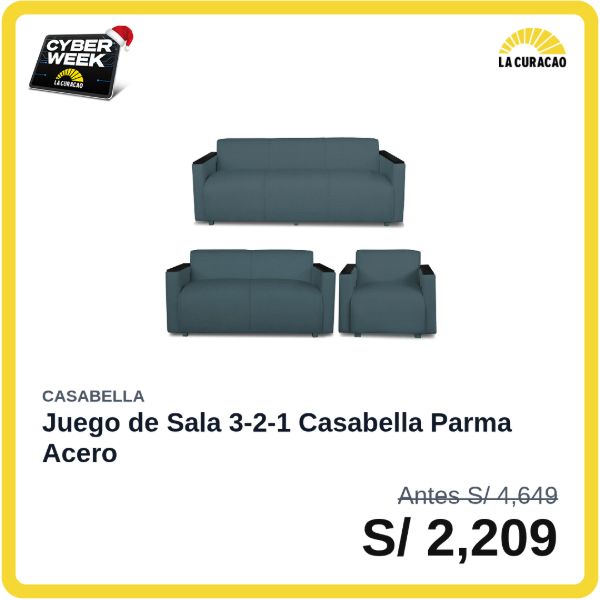 CYBER
WEEK
LA CURACAO
LA CURACAO
CASABELLA
Juego de Sala 3-2-1 Casabella Parma
Acero
Antes S/ 4,649
S/ 2,209